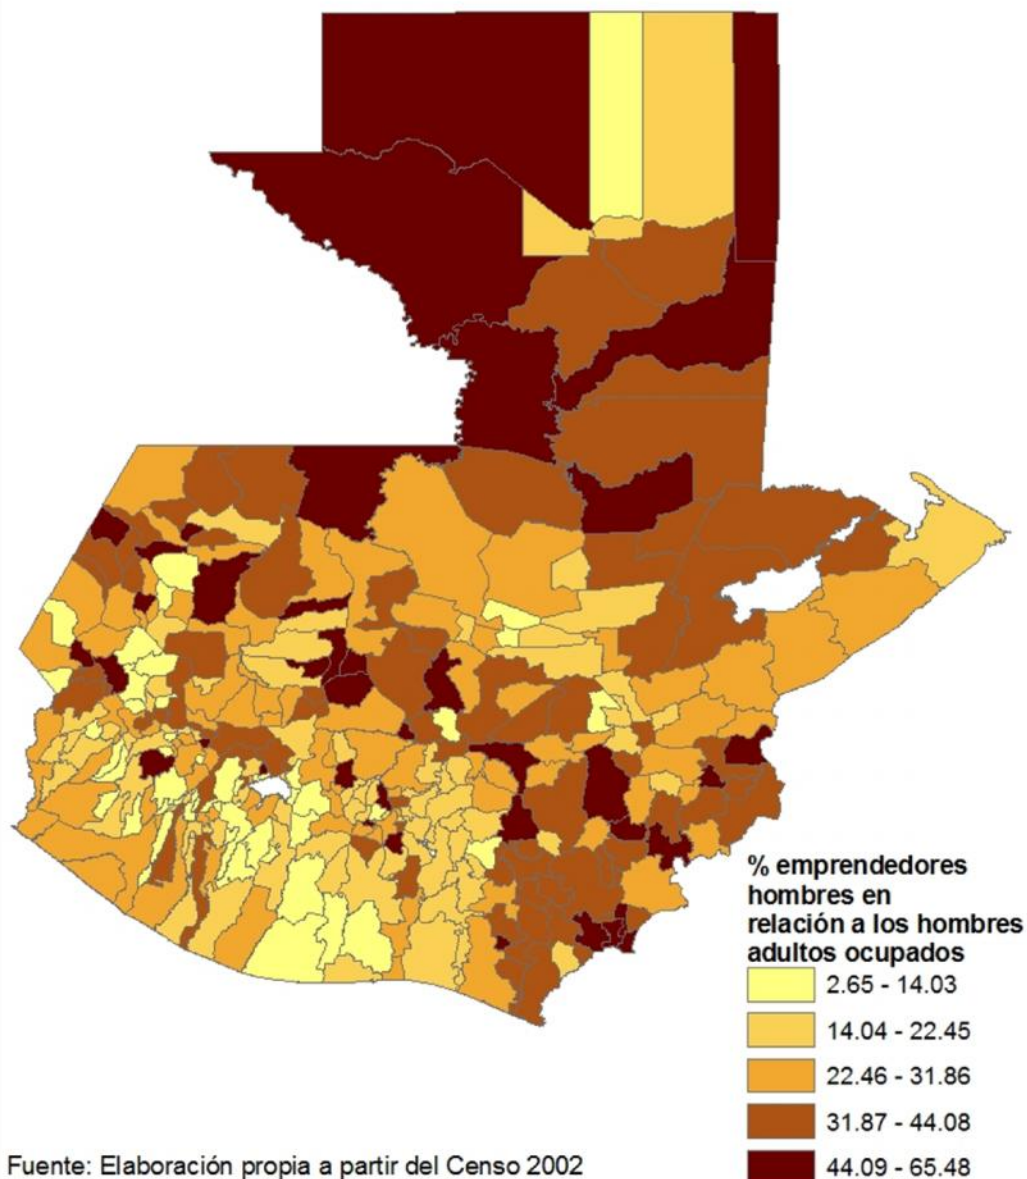 % emprendedores
hombres en
relación a los hombres
adultos ocupados
2.65 - 14.03
14.04 - 22.45
22.46 - 31.86
31.87 - 44.08
44.09 - 65.48
Fuente: Elaboración propia a partir del Censo 2002